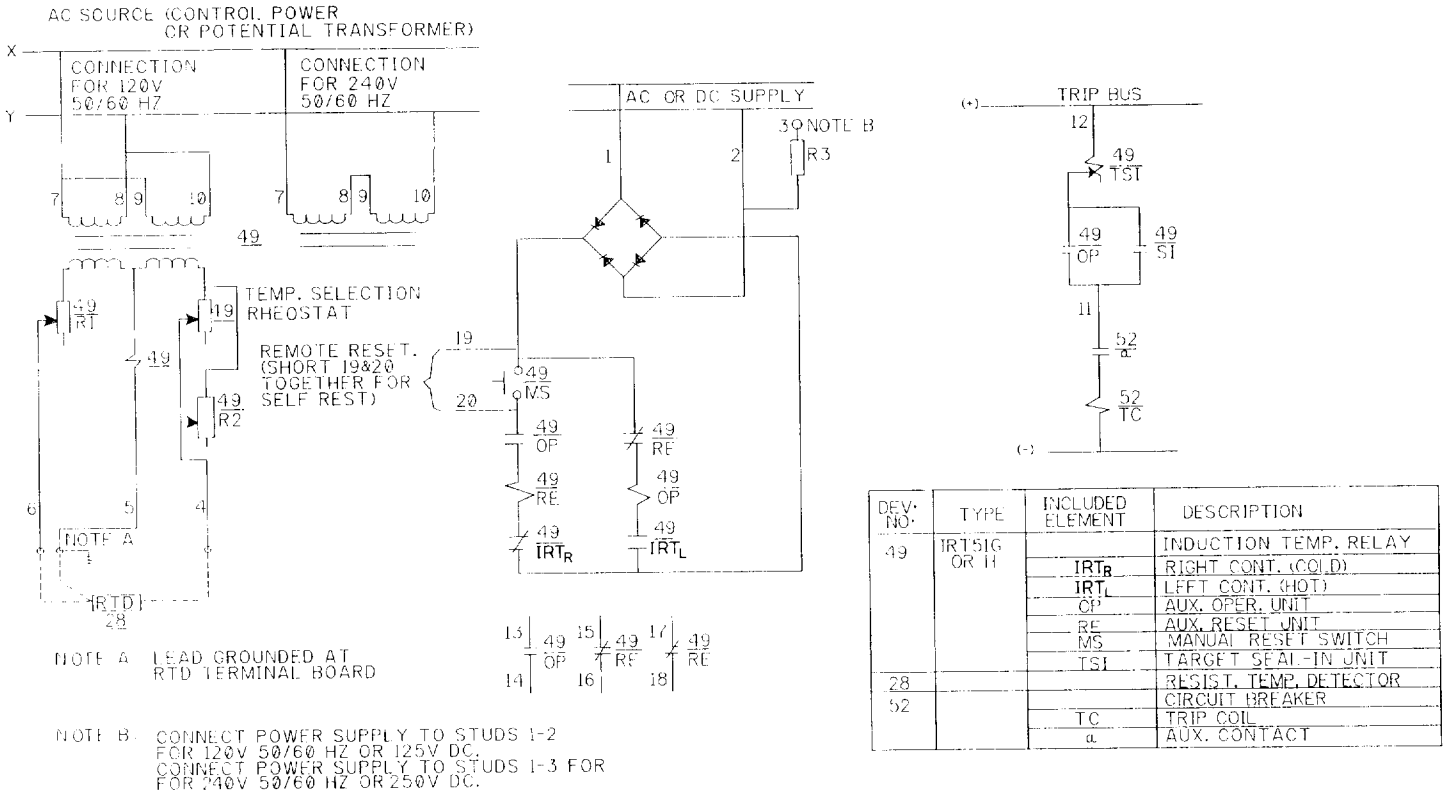 AC SOURCE (CONTROL POWER
OR POTENTIAL TRANSFORMER)
X
Y
CONNECTION
FOR 120V
50/60 HZ
CONNECTION
FOR 240V
50/60 HZ
7 8 9 10
7 8 9 10
49
49
R1
49
TEMP. SELECTION
RHEOSTAT
49
49
R2
6 5 4
NOTE A
RTD
28
REMOTE RESET.
(SHORT 19&20
TOGETHER FOR
SELF REST)
19
20
AC OR DC SUPPLY
1 2
3 NOTE B
R3
49
MS
49
OP
49
RE
49
RE
49
OP
49
IRTR
49
IRTL
13 49 15 49 17 49
OP RE RE
14 16 18
(+) TRIP BUS
12
49
TSI
49
OP
49
SI
11
52
a
52
TC
(-)
NOTE A LEAD GROUNDED AT
RTD TERMINAL BOARD
NOTE B. CONNECT POWER SUPPLY TO STUDS 1-2
FOR 120V 50/60 HZ OR 125V DC.
CONNECT POWER SUPPLY TO STUDS 1-3 FOR
FOR 240V 50/60 HZ OR 250V DC.
DEV. NO. TYPE INCLUDED ELEMENT DESCRIPTION
49 IRT51G INDUCTION TEMP. RELAY
OR H IRTR RIGHT CONT. (COLD)
IRTL LEFT CONT. (HOT)
OP AUX. OPER. UNIT
RE AUX. RESET UNIT
MS MANUAL RESET SWITCH
TSI TARGET SEAL-IN UNIT
28 RESIST. TEMP. DETECTOR
52 CIRCUIT BREAKER
TC TRIP COIL
a AUX. CONTACT